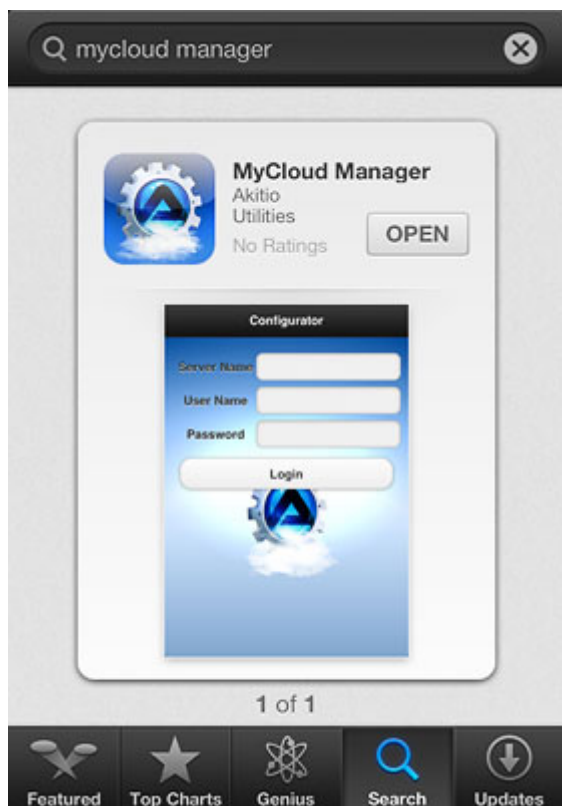 mycloud manager
MyCloud Manager
Akitio
Utilities
No Ratings
OPEN
Configurator
Server Name
User Name
Password
Login
1 of 1
Featured
Top Charts
Genius
Search
Updates